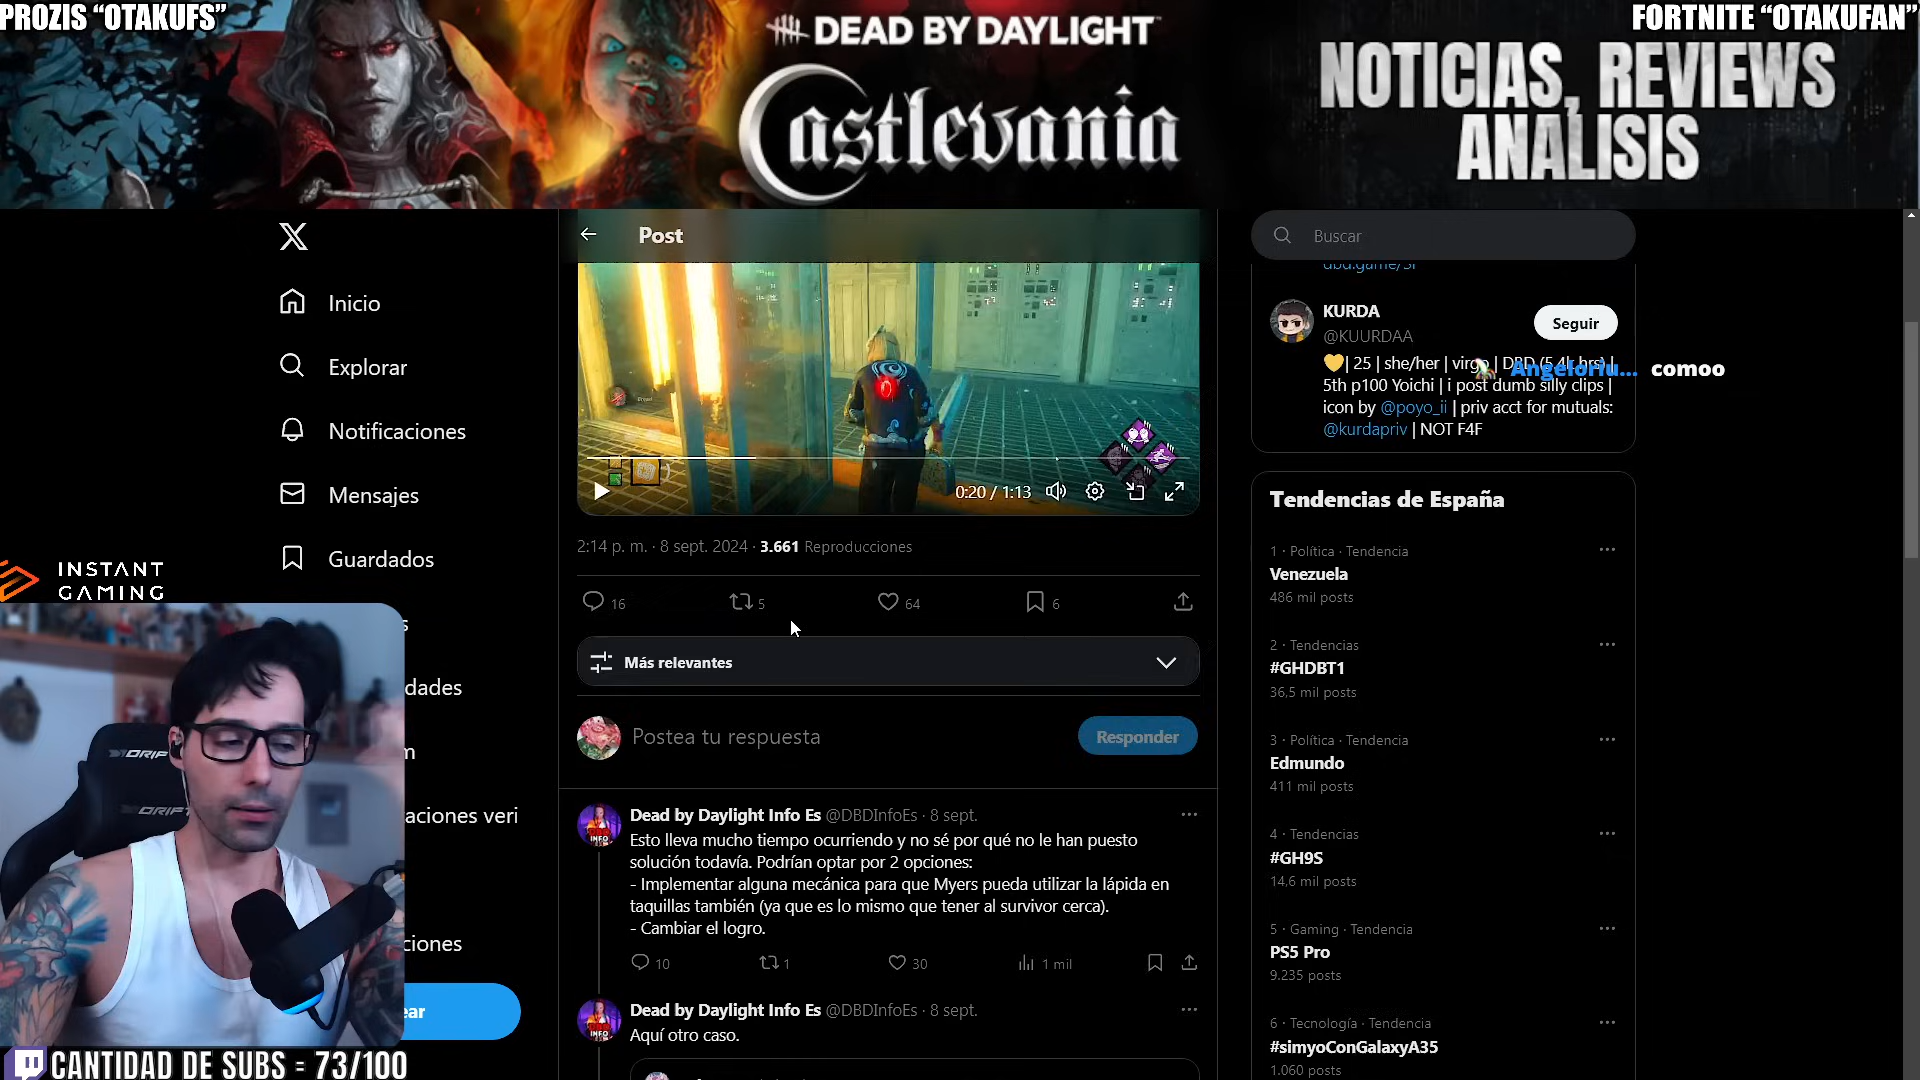 PROZIS “OTAKUFS”
FORTNITE “OTAKUFAN”
DEAD BY DAYLIGHT
Castlevania
NOTICIAS, REVIEWS
ANALISIS
Inicio
Explorar
Notificaciones
Mensajes
Guardados
INSTANT
GAMING
s
dades
m
aciones veri
ciones
ear
DRIFT
DRIFT
CANTIDAD DE SUBS = 73/100
Post
0:20 / 1:13
2:14 p. m. · 8 sept. 2024 · 3.661 Reproducciones
16
5
64
6
Más relevantes
Postea tu respuesta
Responder
Dead by Daylight Info Es @DBDInfoEs · 8 sept.
Esto lleva mucho tiempo ocurriendo y no sé por qué no le han puesto
solución todavía. Podrían optar por 2 opciones:
- Implementar alguna mecánica para que Myers pueda utilizar la lápida en
taquillas también (ya que es lo mismo que tener al survivor cerca).
- Cambiar el logro.
10
1
30
1 mil
Dead by Daylight Info Es @DBDInfoEs · 8 sept.
Aquí otro caso.
Buscar
dbd.game/3I
KURDA
@KUURDAA
Seguir
💛| 25 | she/her | virgo | DBD (5.4k hrs) |
5th p100 Yoichi | i post dumb silly clips |
icon by @poyo_ii | priv acct for mutuals:
@kurdapriv | NOT F4F
comoo
Tendencias de España
1 · Política · Tendencia
Venezuela
486 mil posts
2 · Tendencias
#GHDBT1
36,5 mil posts
3 · Política · Tendencia
Edmundo
411 mil posts
4 · Tendencias
#GH9S
14,6 mil posts
5 · Gaming · Tendencia
PS5 Pro
9.235 posts
6 · Tecnología · Tendencia
#simyoConGalaxyA35
1.060 posts